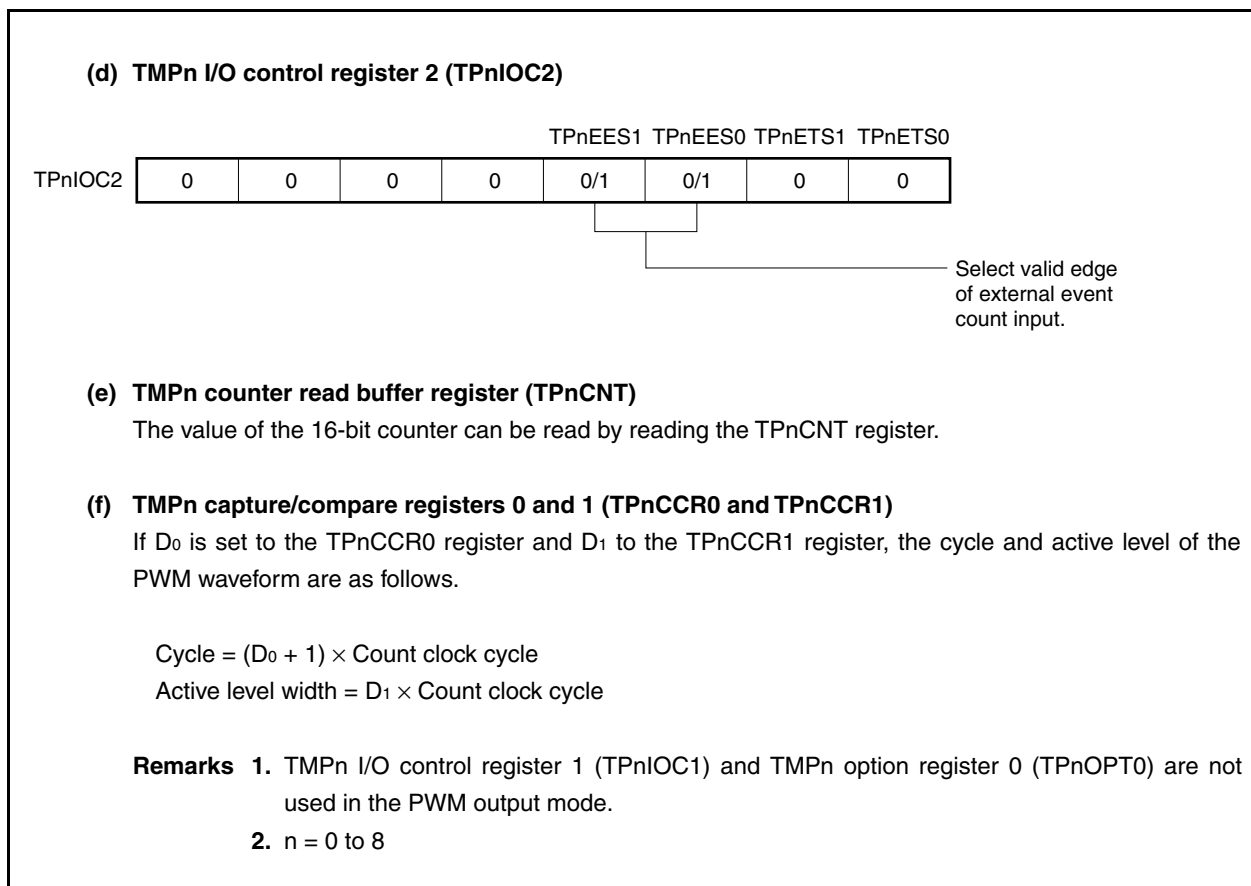 (d) TMPn I/O control register 2 (TPnIOC2)
TPnEES1 TPnEES0 TPnETS1 TPnETS0
TPnIOC2 0 0 0 0 0/1 0/1 0 0
Select valid edge
of external event
count input.
(e) TMPn counter read buffer register (TPnCNT)
The value of the 16-bit counter can be read by reading the TPnCNT register.
(f) TMPn capture/compare registers 0 and 1 (TPnCCR0 and TPnCCR1)
If D0 is set to the TPnCCR0 register and D1 to the TPnCCR1 register, the cycle and active level of the
PWM waveform are as follows.
Cycle = (D0 + 1) × Count clock cycle
Active level width = D1 × Count clock cycle
Remarks 1. TMPn I/O control register 1 (TPnIOC1) and TMPn option register 0 (TPnOPT0) are not
used in the PWM output mode.
2. n = 0 to 8